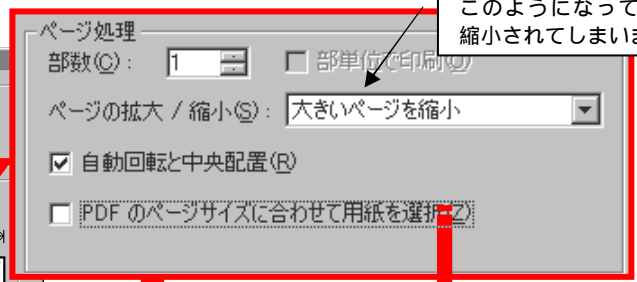 このようになって
縮小されてしまいま
ページ処理
部数(C)： 1 部単位で印刷(O)
ページの拡大 / 縮小(S)： 大きいページを縮小
自動回転と中央配置(R)
PDF のページサイズに合わせて用紙を選択(Z)